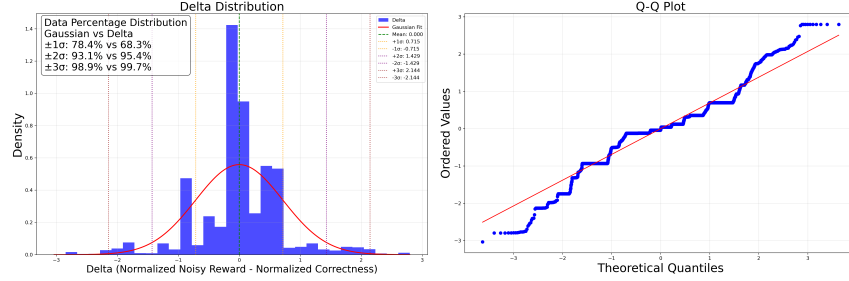 Delta Distribution
Data Percentage Distribution
Gaussian vs Delta
±1σ: 78.4% vs 68.3%
±2σ: 93.1% vs 95.4%
±3σ: 98.9% vs 99.7%
Delta
Gaussian Fit
Mean: 0.000
+1σ: 0.715
-1σ: -0.715
+2σ: 1.429
-2σ: -1.429
+3σ: 2.144
-3σ: -2.144
Density
1.4
1.2
1.0
0.8
0.6
0.4
0.2
0.0
−3 −2 −1 0 1 2 3
Delta (Normalized Noisy Reward - Normalized Correctness)
Q-Q Plot
Ordered Values
3
2
1
0
−1
−2
−3
−3 −2 −1 0 1 2 3
Theoretical Quantiles